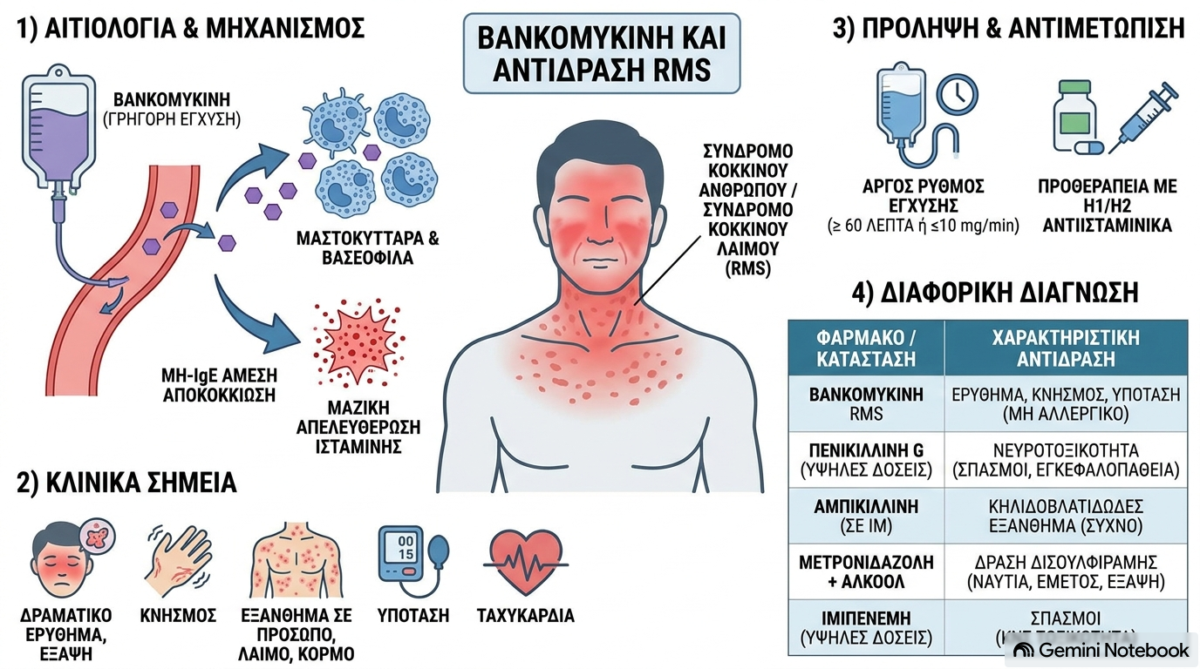 1) ΑΙΤΙΟΛΟΓΙΑ & ΜΗΧΑΝΙΣΜΟΣ
ΒΑΝΚΟΜΥΚΙΝΗ
(ΓΡΗΓΟΡΗ ΕΓΧΥΣΗ)
ΜΑΣΤΟΚΥΤΤΑΡΑ &
ΒΑΣΕΟΦΙΛΑ
ΜΗ-IgE ΑΜΕΣΗ
ΑΠΟΚΟΚΚΙΩΣΗ
ΜΑΖΙΚΗ
ΑΠΕΛΕΥΘΕΡΩΣΗ
ΙΣΤΑΜΙΝΗΣ
ΒΑΝΚΟΜΥΚΙΝΗ ΚΑΙ
ΑΝΤΙΔΡΑΣΗ RMS
ΣΥΝΔΡΟΜΟ
ΚΟΚΚΙΝΟΥ
ΑΝΘΡΩΠΟΥ /
ΣΥΝΔΡΟΜΟ
ΚΟΚΚΙΝΟΥ
ΛΑΙΜΟΥ
(RMS)
2) ΚΛΙΝΙΚΑ ΣΗΜΕΙΑ
ΔΡΑΜΑΤΙΚΟ
ΕΡΥΘΗΜΑ,
ΕΞΑΨΗ
ΚΝΗΣΜΟΣ
ΕΞΑΝΘΗΜΑ ΣΕ
ΠΡΟΣΩΠΟ,
ΛΑΙΜΟ, ΚΟΡΜΟ
00
15
ΥΠΟΤΑΣΗ
ΤΑΧΥΚΑΡΔΙΑ
3) ΠΡΟΛΗΨΗ & ΑΝΤΙΜΕΤΩΠΙΣΗ
ΑΡΓΟΣ ΡΥΘΜΟΣ
ΕΓΧΥΣΗΣ
(≥ 60 ΛΕΠΤΑ ή ≤10 mg/min)
ΠΡΟΘΕΡΑΠΕΙΑ ΜΕ
Η1/Η2
ΑΝΤΙΙΣΤΑΜΙΝΙΚΑ
4) ΔΙΑΦΟΡΙΚΗ ΔΙΑΓΝΩΣΗ
ΦΑΡΜΑΚΟ /
ΚΑΤΑΣΤΑΣΗ
ΧΑΡΑΚΤΗΡΙΣΤΙΚΗ
ΑΝΤΙΔΡΑΣΗ
ΒΑΝΚΟΜΥΚΙΝΗ
RMS
ΕΡΥΘΗΜΑ, ΚΝΗΣΜΟΣ, ΥΠΟΤΑΣΗ
(ΜΗ ΑΛΛΕΡΓΙΚΟ)
ΠΕΝΙΚΙΛΛΙΝΗ G
(ΥΨΗΛΕΣ ΔΟΣΕΙΣ)
ΝΕΥΡΟΤΟΞΙΚΟΤΗΤΑ
(ΣΠΑΣΜΟΙ, ΕΓΚΕΦΑΛΟΠΑΘΕΙΑ)
ΑΜΠΙΚΙΛΛΙΝΗ
(ΣΕ ΙΜ)
ΚΗΛΙΔΟΒΛΑΤΙΔΩΔΕΣ
ΕΞΑΝΘΗΜΑ (ΣΥΧΝΟ)
ΜΕΤΡΟΝΙΔΑΖΟΛΗ
+ ΑΛΚΟΟΛ
ΔΡΑΣΗ ΔΙΣΟΥΛΦΙΡΑΜΗΣ
(ΝΑΥΤΙΑ, ΕΜΕΤΟΣ, ΕΞΑΨΗ)
ΙΜΙΠΕΝΕΜΗ
(ΥΨΗΛΕΣ ΔΟΣΕΙΣ)
ΣΠΑΣΜΟΙ
Gemini Notebook